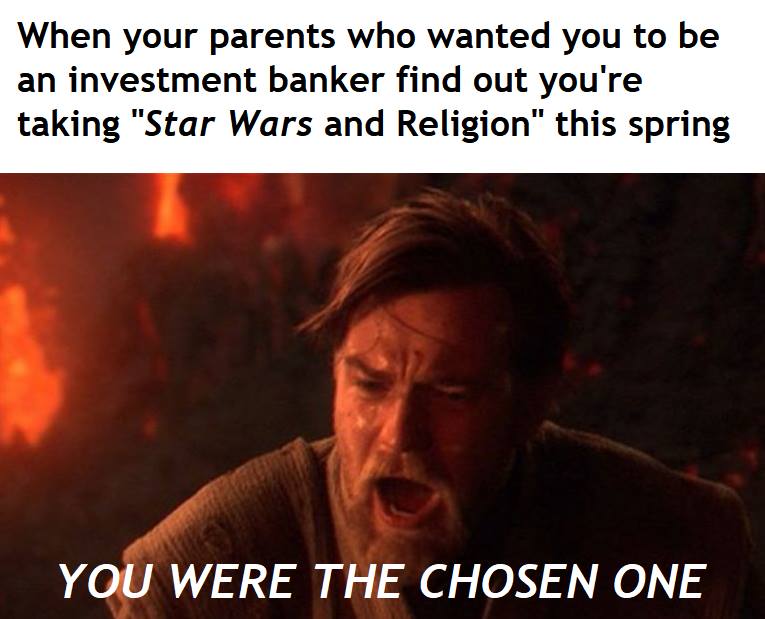 When your parents who wanted you to be
an investment banker find out you're
taking "Star Wars and Religion" this spring
YOU WERE THE CHOSEN ONE